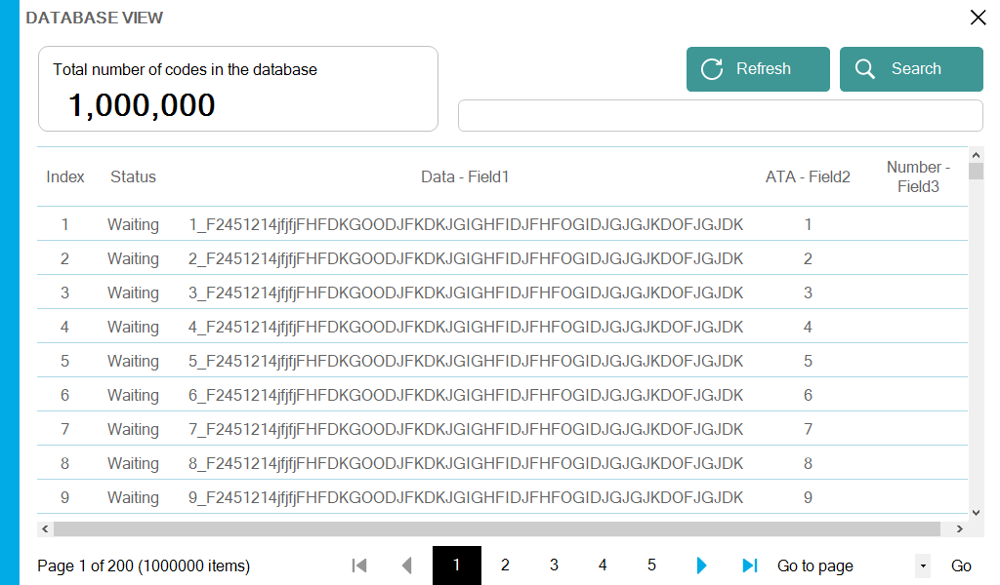 DATABASE VIEW
Total number of codes in the database
1,000,000
Refresh
Search
Index Status Data - Field1 ATA - Field2 Number - Field3
1 Waiting 1_F2451214jfjfjFHFDKGOODJFKDKJGIGHFIDJFHFOGIDJGJGJKDOFJGJDK 1
2 Waiting 2_F2451214jfjfjFHFDKGOODJFKDKJGIGHFIDJFHFOGIDJGJGJKDOFJGJDK 2
3 Waiting 3_F2451214jfjfjFHFDKGOODJFKDKJGIGHFIDJFHFOGIDJGJGJKDOFJGJDK 3
4 Waiting 4_F2451214jfjfjFHFDKGOODJFKDKJGIGHFIDJFHFOGIDJGJGJKDOFJGJDK 4
5 Waiting 5_F2451214jfjfjFHFDKGOODJFKDKJGIGHFIDJFHFOGIDJGJGJKDOFJGJDK 5
6 Waiting 6_F2451214jfjfjFHFDKGOODJFKDKJGIGHFIDJFHFOGIDJGJGJKDOFJGJDK 6
7 Waiting 7_F2451214jfjfjFHFDKGOODJFKDKJGIGHFIDJFHFOGIDJGJGJKDOFJGJDK 7
8 Waiting 8_F2451214jfjfjFHFDKGOODJFKDKJGIGHFIDJFHFOGIDJGJGJKDOFJGJDK 8
9 Waiting 9_F2451214jfjfjFHFDKGOODJFKDKJGIGHFIDJFHFOGIDJGJGJKDOFJGJDK 9
Page 1 of 200 (1000000 items) 1 2 3 4 5 Go to page Go